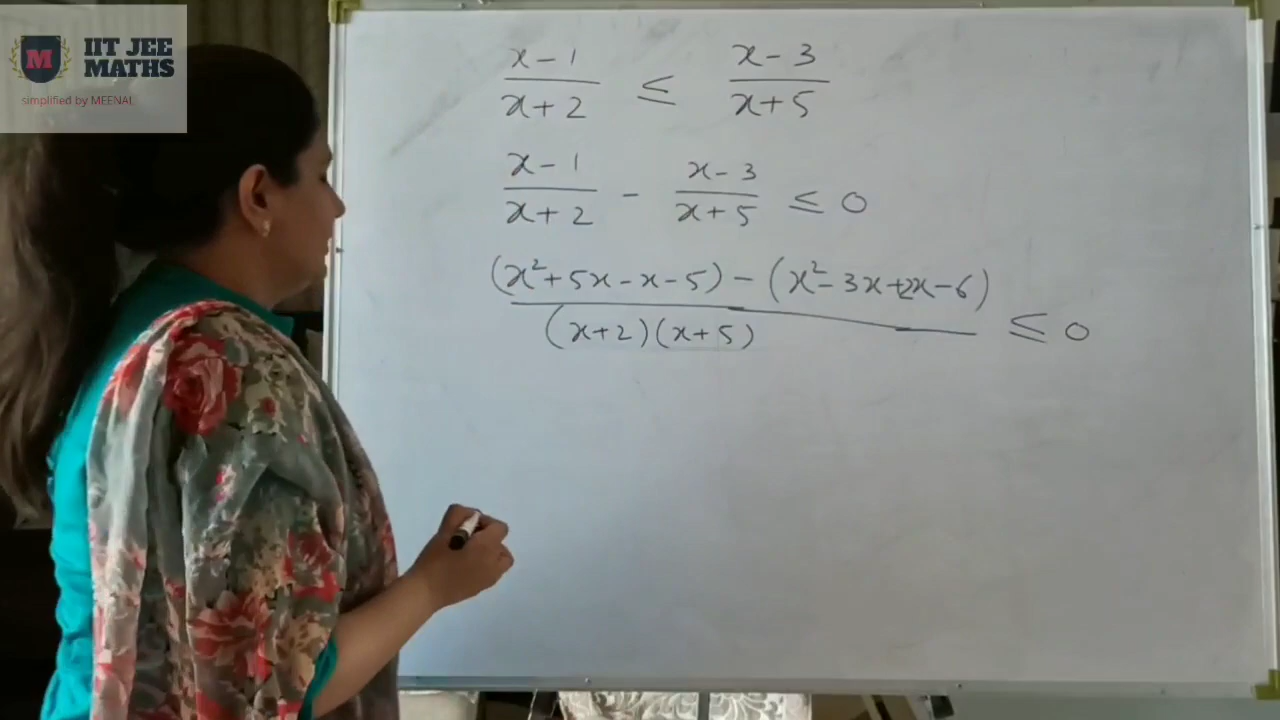 M
IIT JEE
MATHS
simplified by MEENAL
x-1/x+2 ≤ x-3/x+5
x-1/x+2 - x-3/x+5 ≤ 0
(x²+5x-x-5)-(x²-3x+2x-6)/(x+2)(x+5) ≤ 0